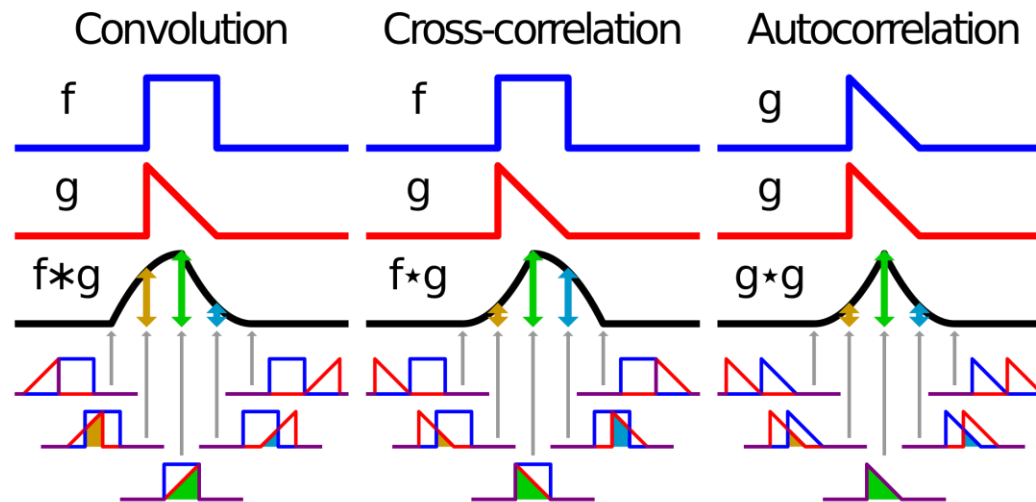 Convolution
f
g
f∗g
Cross-correlation
f
g
f⋆g
Autocorrelation
g
g
g⋆g